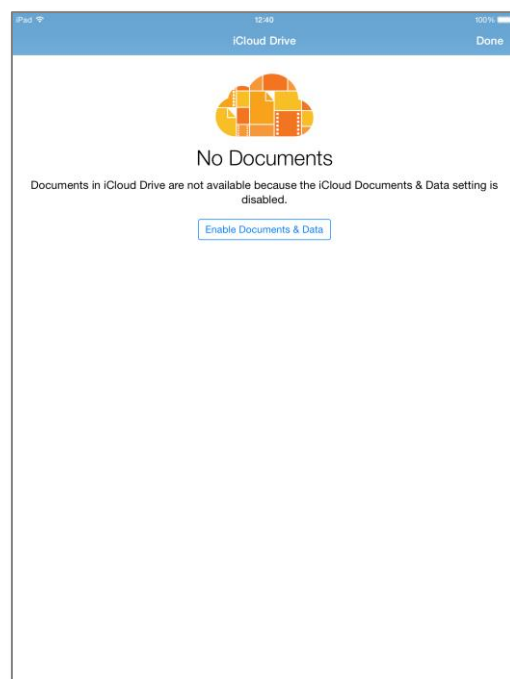 iPad 12:40 100%
iCloud Drive Done
No Documents
Documents in iCloud Drive are not available because the iCloud Documents & Data setting is
disabled.
Enable Documents & Data